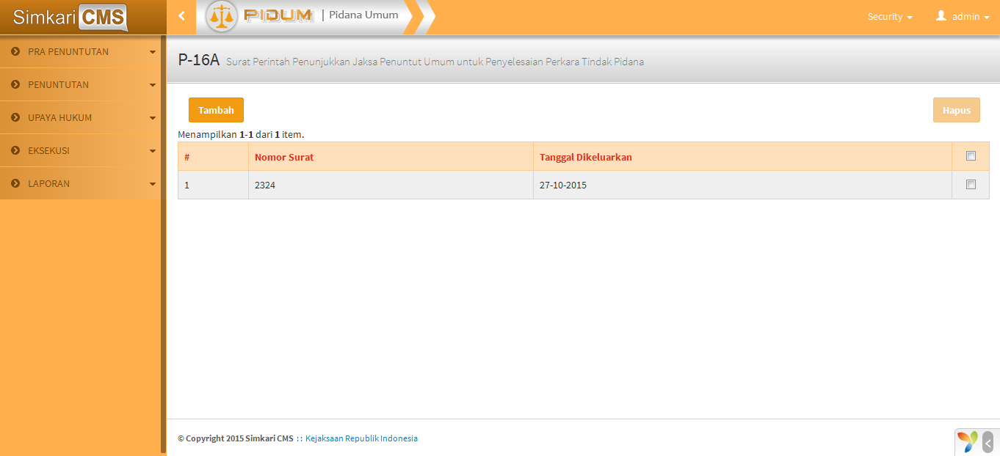 Simkari CMS
PIDUM | Pidana Umum
Security
admin
PRA PENUNTUTAN
PENUNTUTAN
UPAYA HUKUM
EKSEKUSI
LAPORAN
P-16A Surat Perintah Penunjukkan Jaksa Penuntut Umum untuk Penyelesaian Perkara Tindak Pidana
Tambah
Hapus
Menampilkan 1-1 dari 1 item.
# Nomor Surat Tanggal Dikeluarkan
1 2324 27-10-2015
© Copyright 2015 Simkari CMS :: Kejaksaan Republik Indonesia